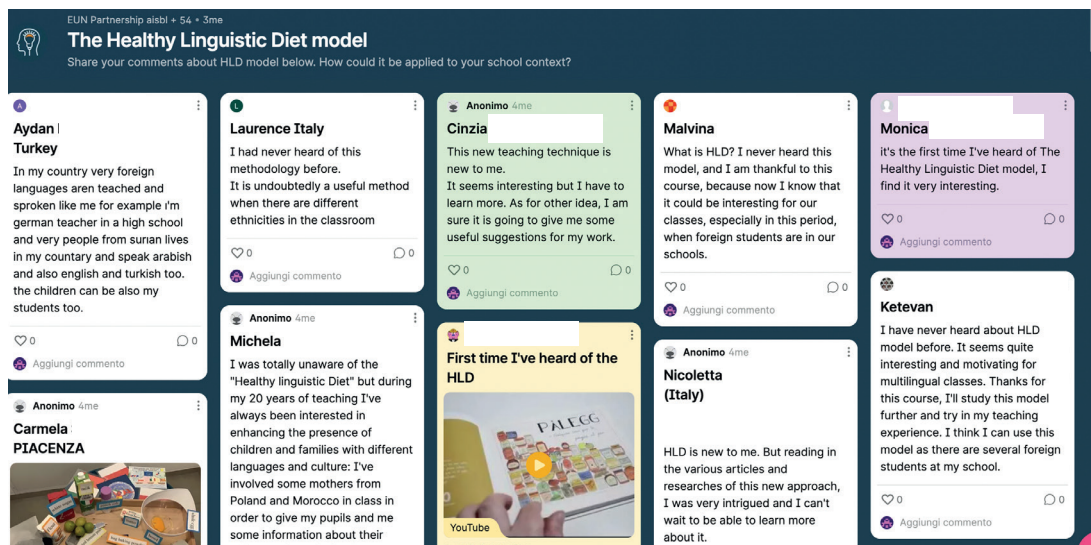 EUN Partnership aisbl + 54 • 3me
The Healthy Linguistic Diet model
Share your comments about HLD model below. How could it be applied to your school context?
A
Aydan
Turkey
In my country very foreign
languages aren teached and
spoken like me for example ı'm
german teacher in a high school
and very people from surıan lives
in my countary and speak arabish
and also english and turkish too.
the children can be also my
students too.
0
0
Aggiungi commento
Anonimo 4me
Carmela
PIACENZA
L
Laurence Italy
I had never heard of this
methodology before.
It is undoubtedly a useful method
when there are different
ethnicities in the classroom
0
0
Aggiungi commento
Anonimo 4me
Michela
I was totally unaware of the
"Healthy linguistic Diet" but during
my 20 years of teaching I've
always been interested in
enhancing the presence of
children and families with different
languages and culture: I've
involved some mothers from
Poland and Morocco in class in
order to give my pupils and me
some information about their
Anonimo 4me
Cinzia
This new teaching technique is
new to me.
It seems interesting but I have to
learn more. As for other idea, I am
sure it is going to give me some
useful suggestions for my work.
0
0
Aggiungi commento
First time I've heard of the
HLD
PALEGG
YouTube
Malvina
What is HLD? I never heard this
model, and I am thankful to this
course, because now I know that
it could be interesting for our
classes, especially in this period,
when foreign students are in our
schools.
0
0
Aggiungi commento
Anonimo 4me
Nicoletta
(Italy)
HLD is new to me. But reading in
the various articles and
researches of this new approach,
I was very intrigued and I can't
wait to be able to learn more
about it.
Monica
it's the first time I've heard of The
Healthy Linguistic Diet model, I
find it very interesting.
0
0
Aggiungi commento
Ketevan
I have never heard about HLD
model before. It seems quite
interesting and motivating for
multilingual classes. Thanks for
this course, I'll study this model
further and try in my teaching
experience. I think I can use this
model as there are several foreign
students at my school.
0
0
Aggiungi commento